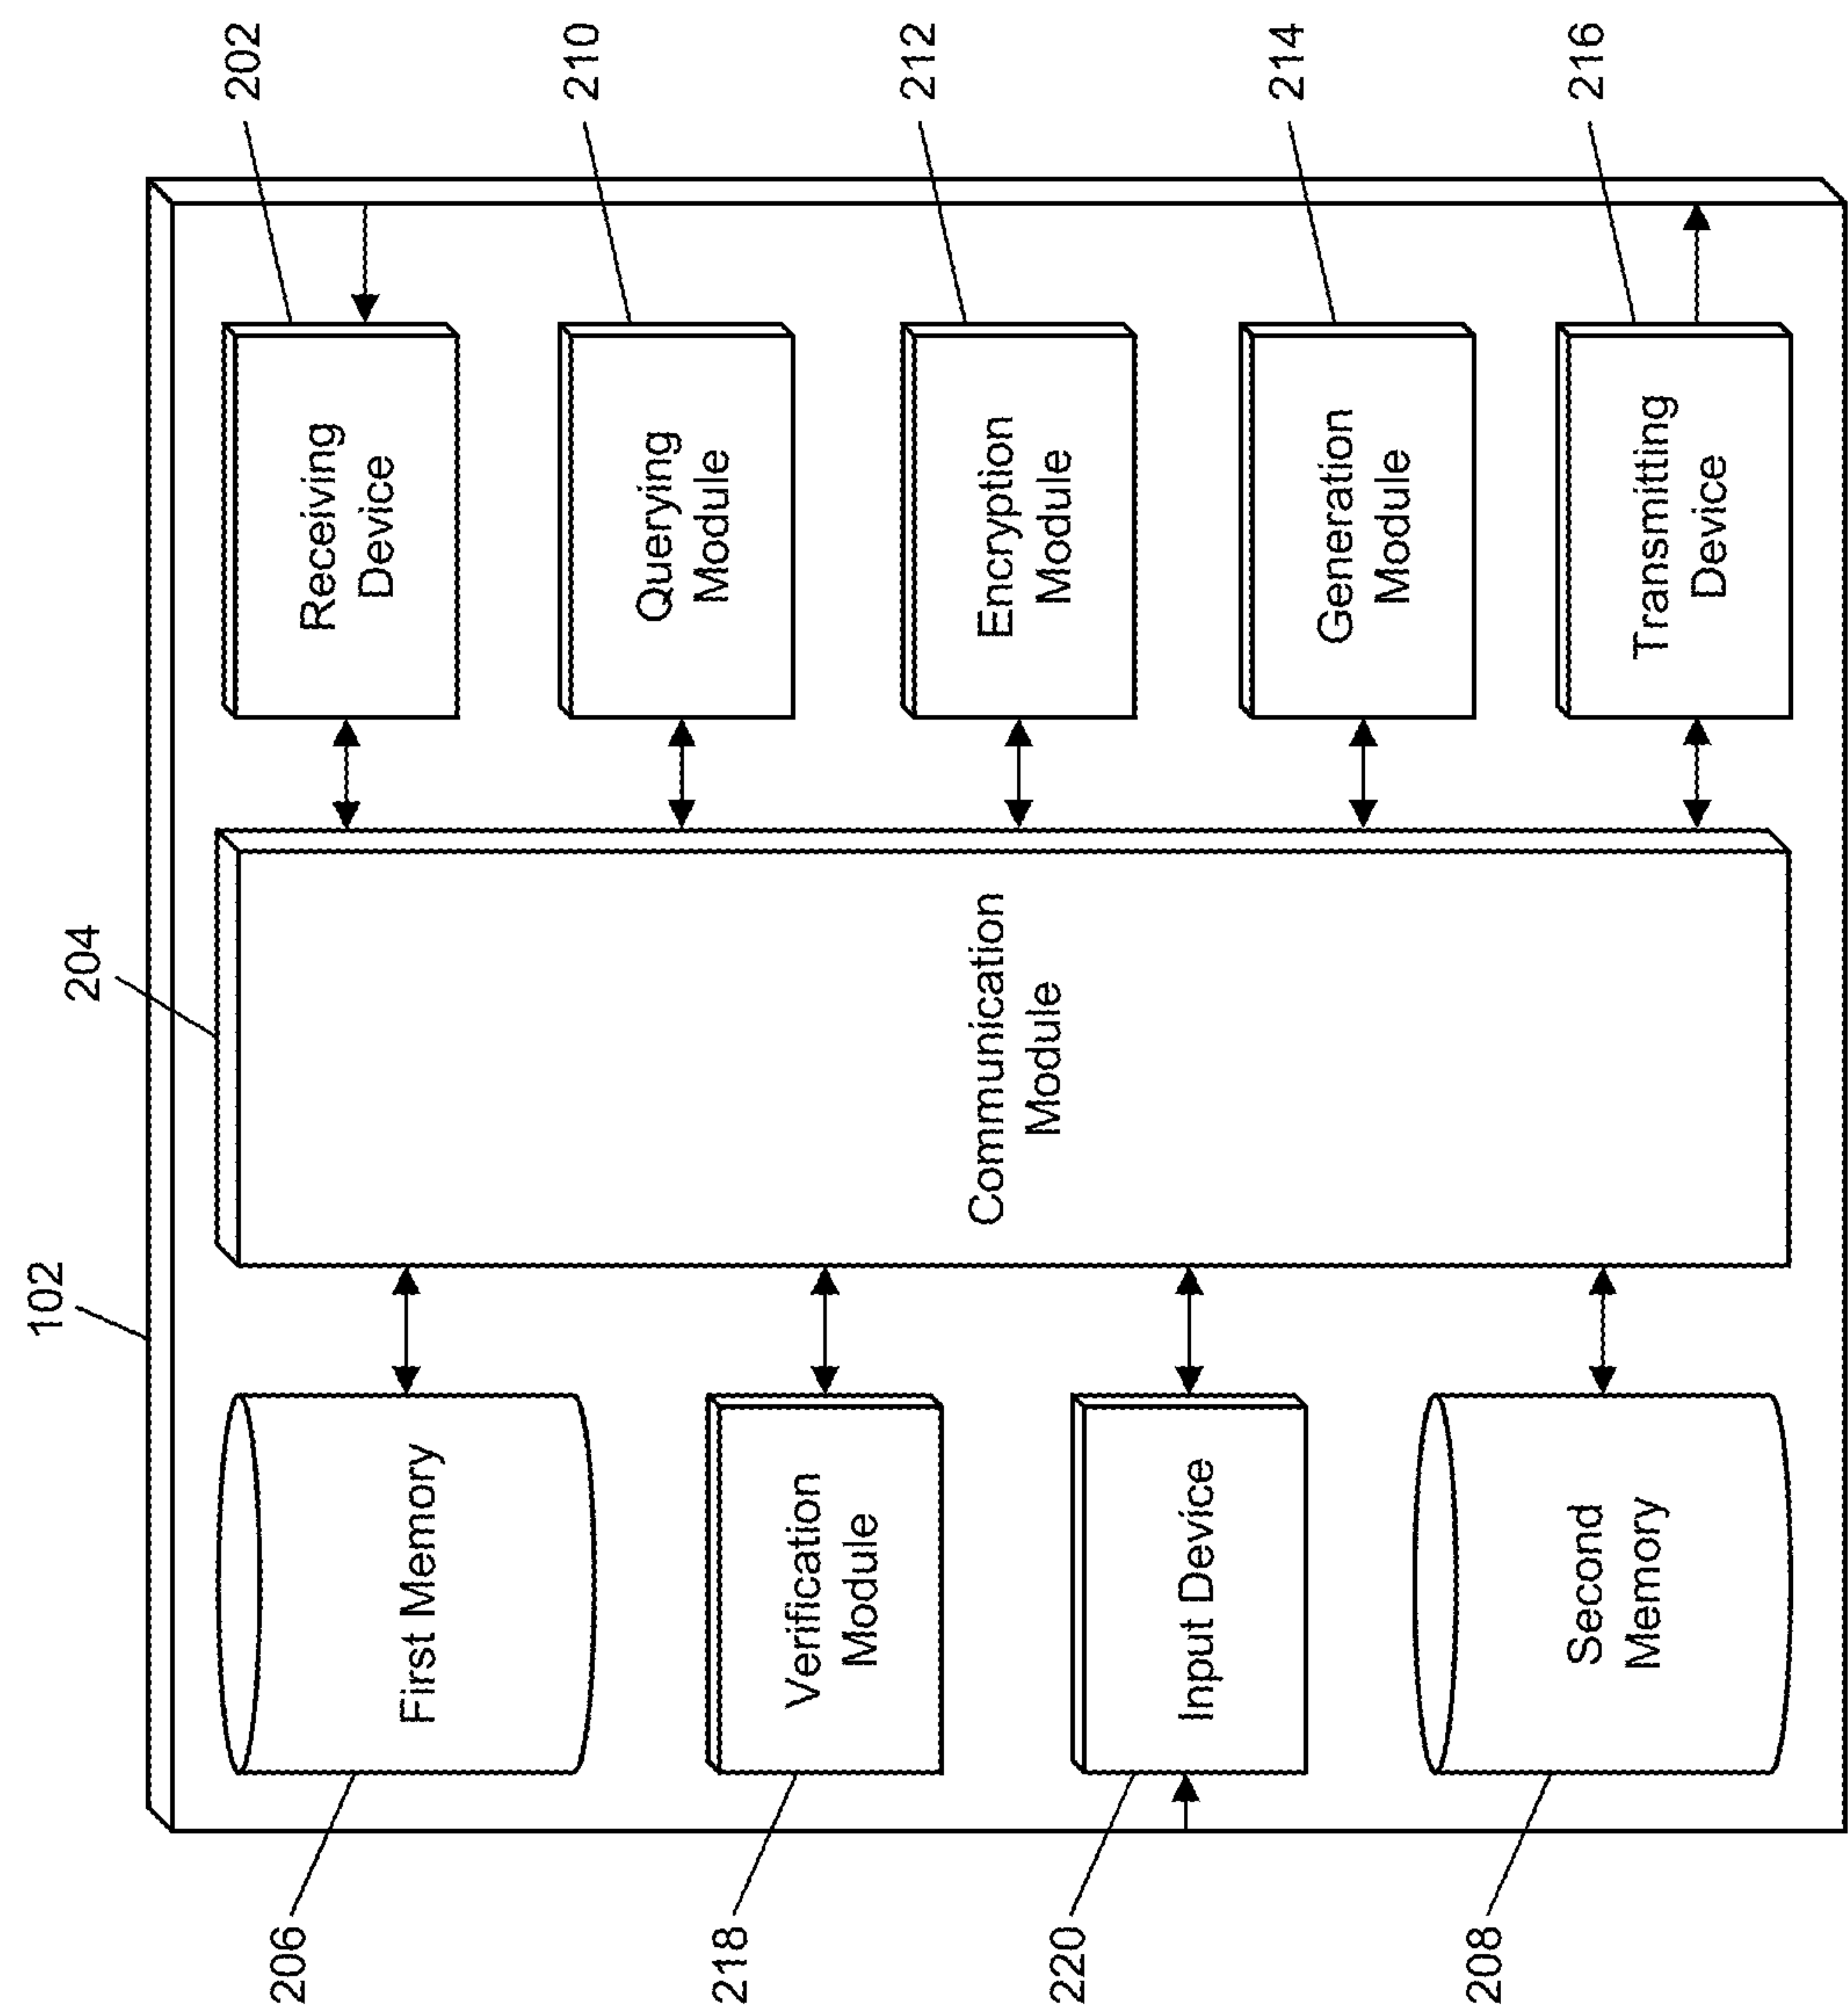 102
204
206
First Memory
218
Verification
Module
220
Input Device
208
Second
Memory
Communication
Module
Receiving
Device
202
Querying
Module
210
Encryption
Module
212
Generation
Module
214
Transmitting
Device
216